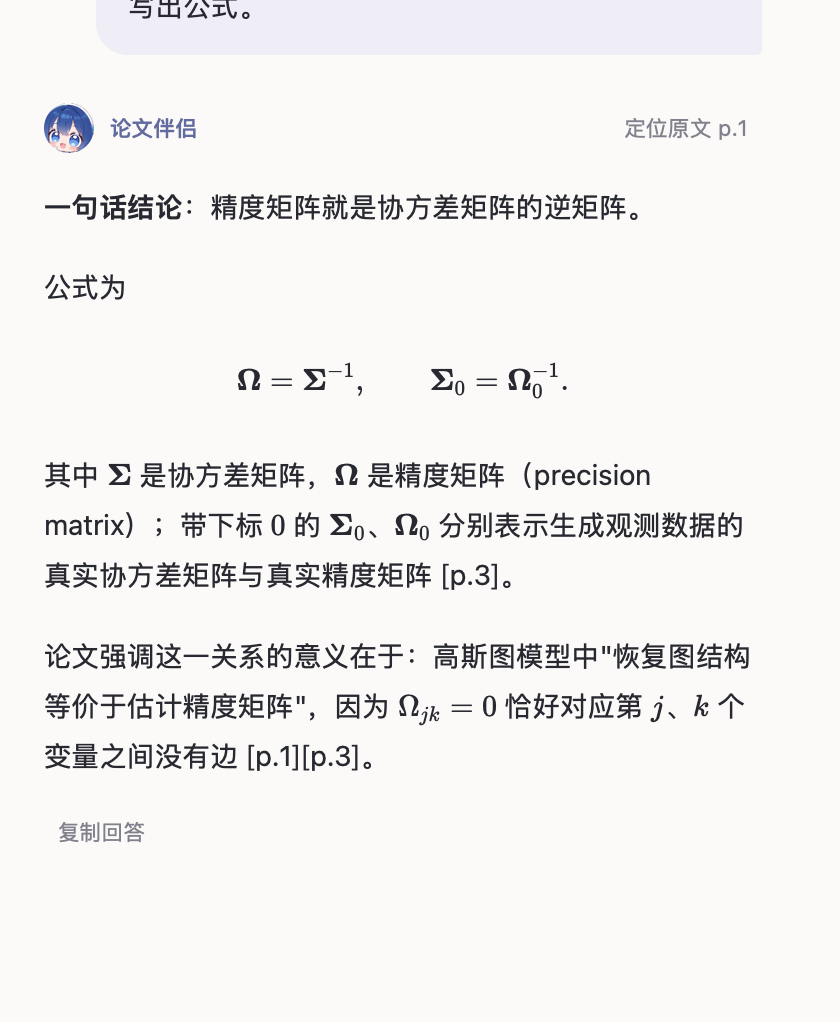 写出公式。
论文伴侣
定位原文 p.1
一句话结论：精度矩阵就是协方差矩阵的逆矩阵。
公式为
Ω = Σ⁻¹, Σ₀ = Ω₀⁻¹.
其中 Σ 是协方差矩阵，Ω 是精度矩阵（precision
matrix）；带下标 0 的 Σ₀、Ω₀ 分别表示生成观测数据的
真实协方差矩阵与真实精度矩阵 [p.3]。
论文强调这一关系的意义在于：高斯图模型中"恢复图结构
等价于估计精度矩阵"，因为 Ωjk = 0 恰好对应第 j、k 个
变量之间没有边 [p.1][p.3]。
复制回答